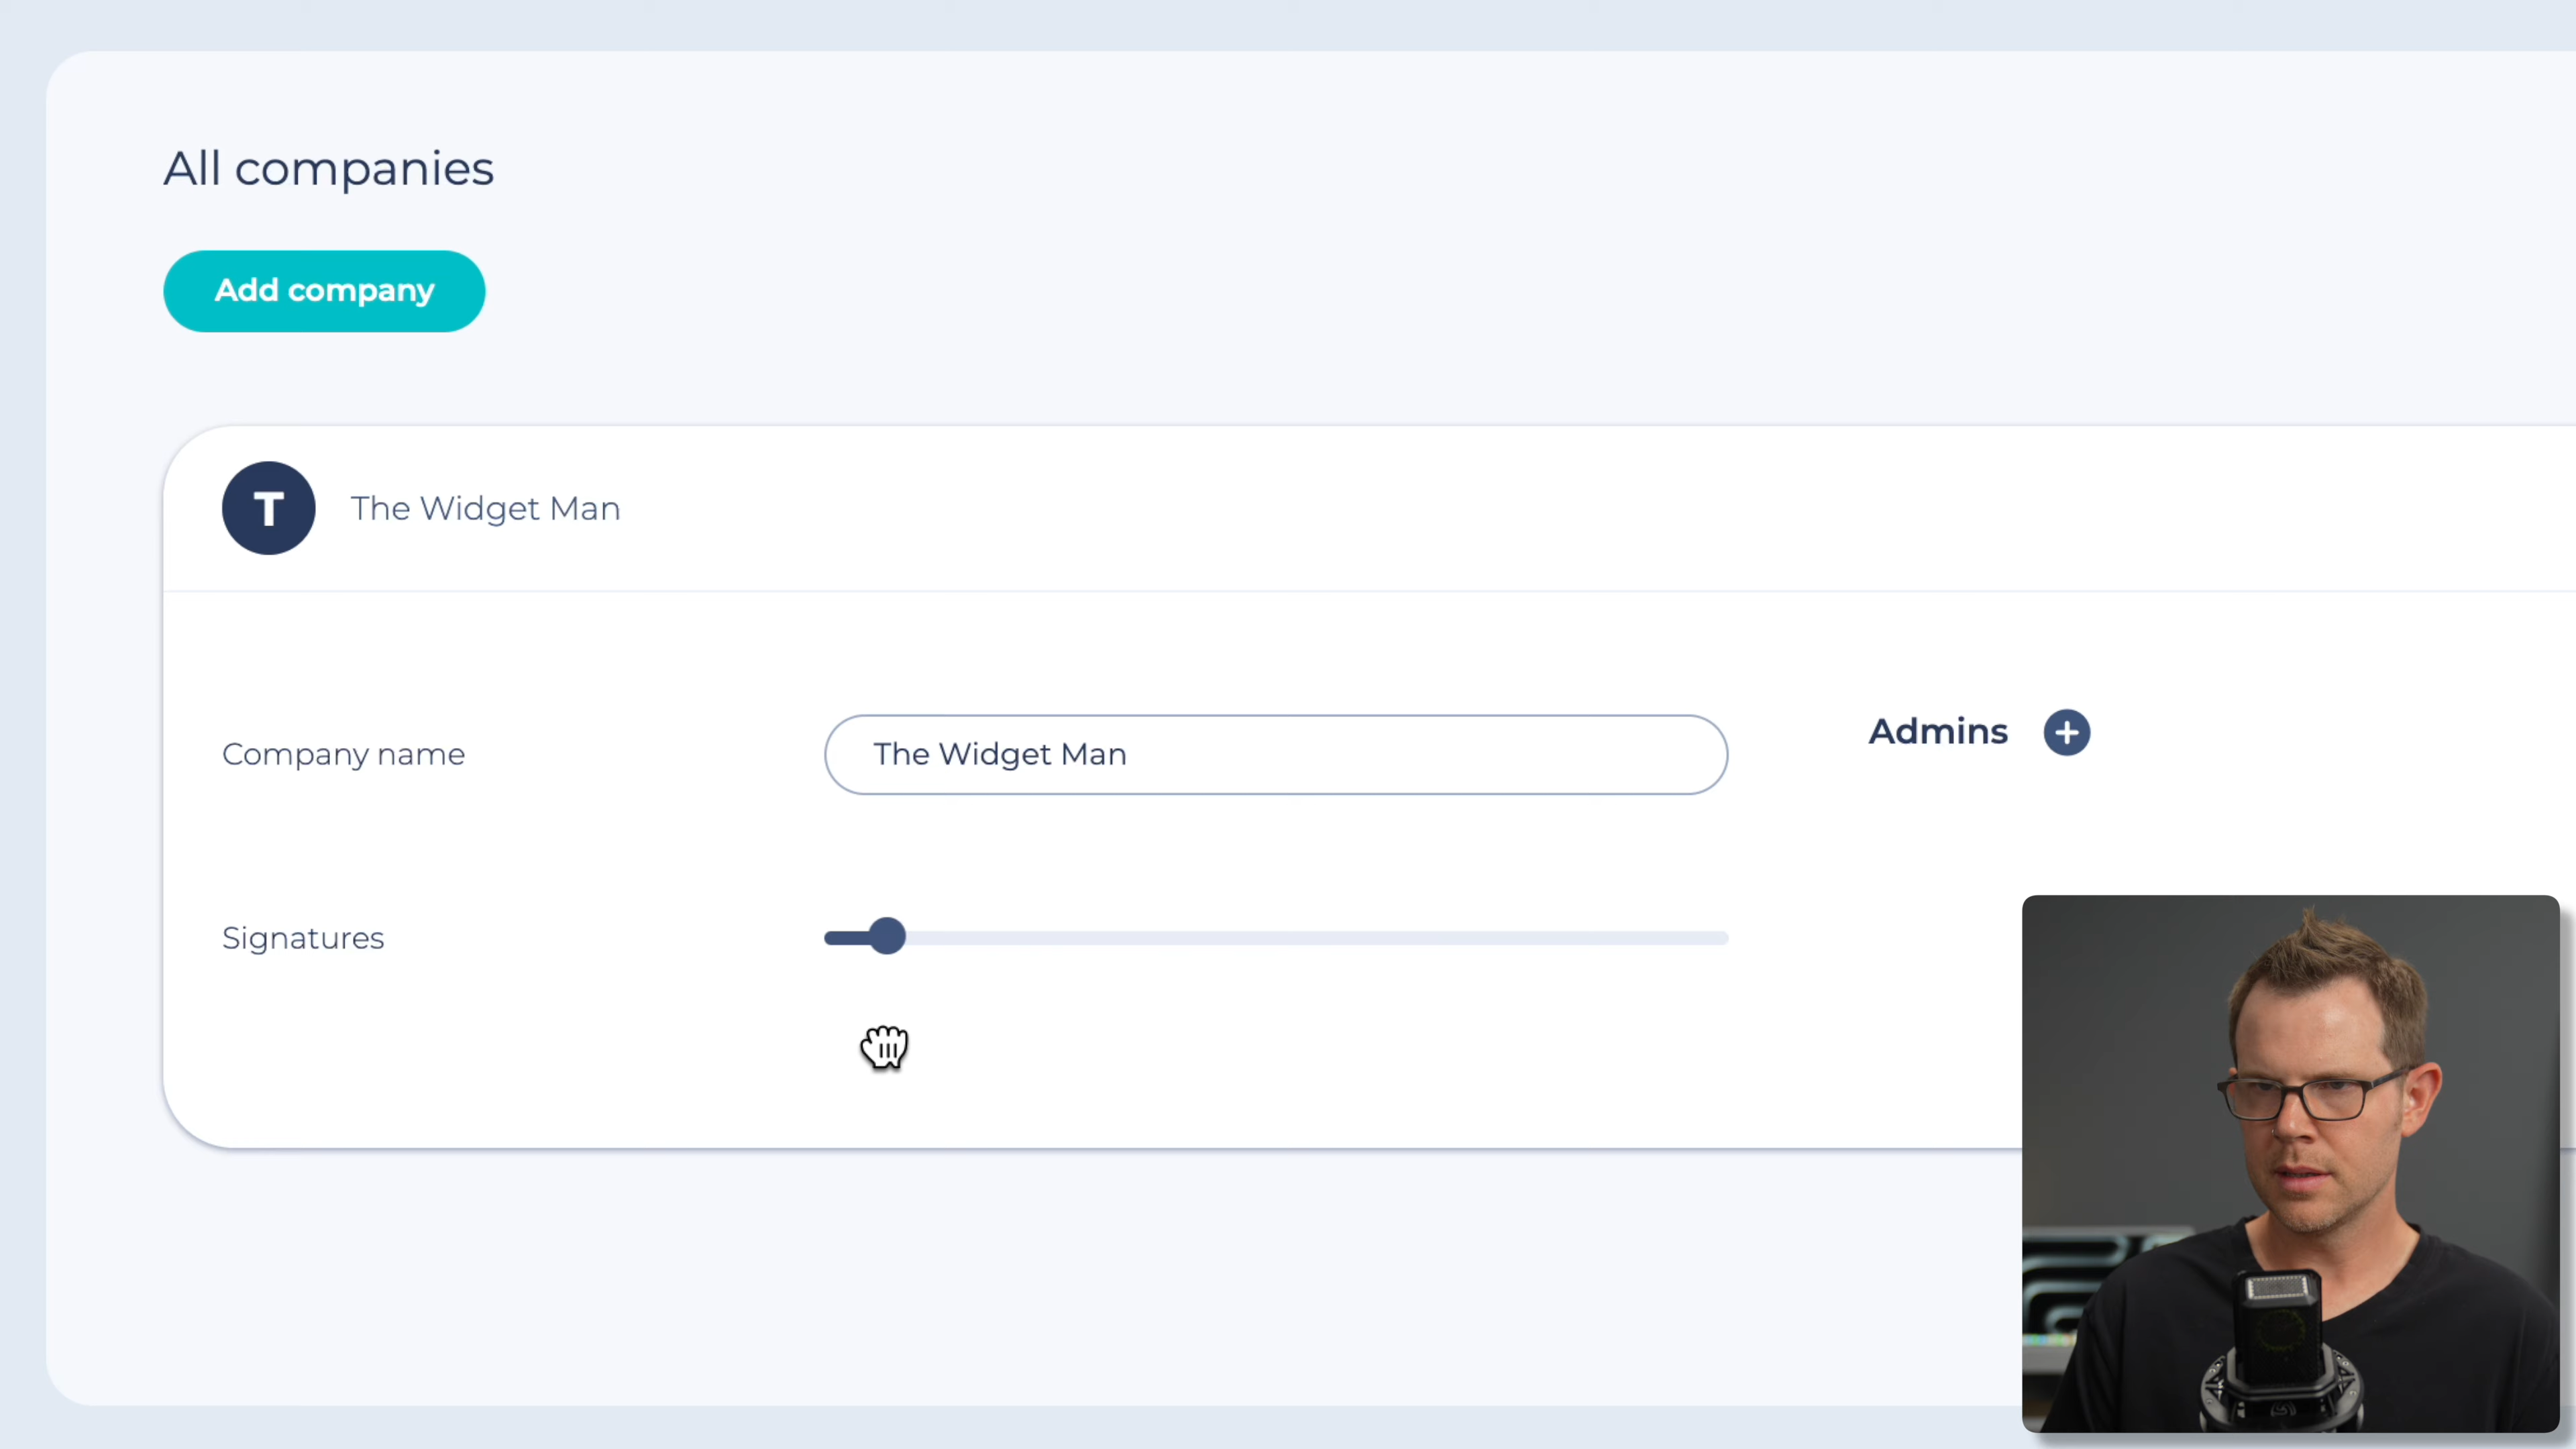 All companies
Add company
T
The Widget Man
Company name
The Widget Man
Admins
Signatures